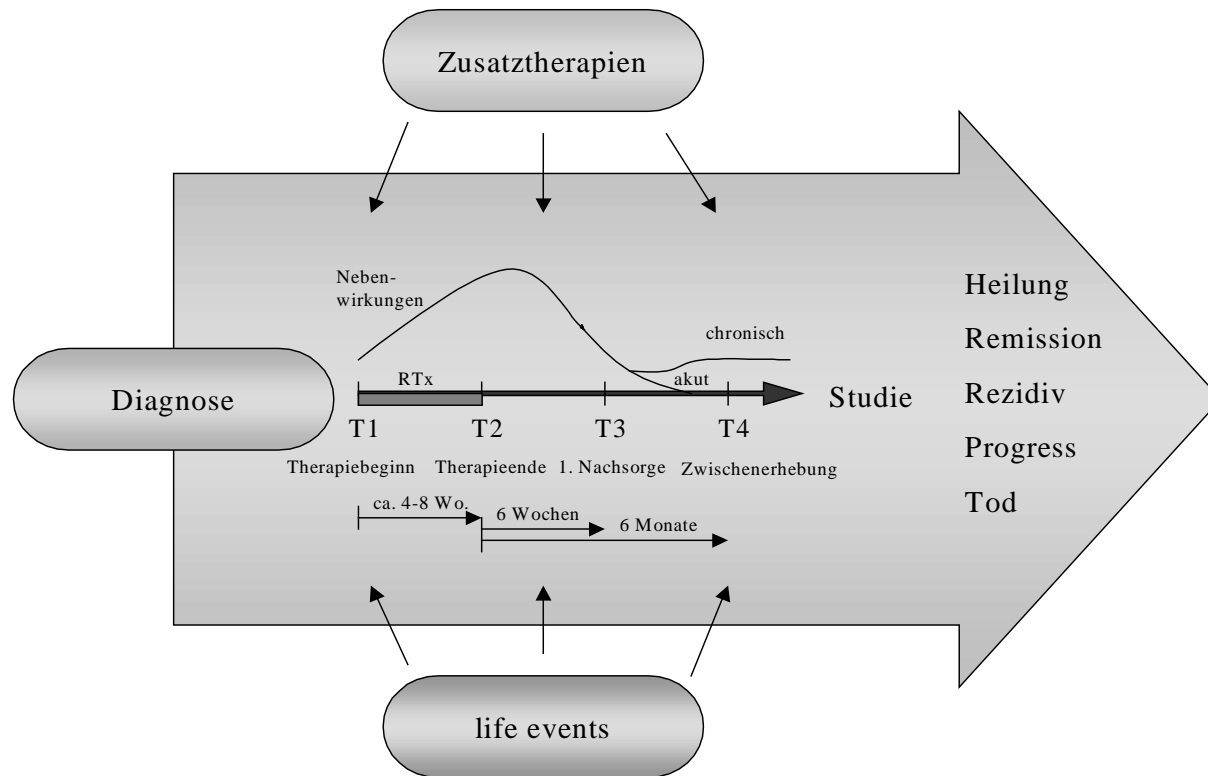 Zusatztherapien
Neben-
wirkungen
chronisch
RTx
akut
Diagnose
Studie
T1 T2 T3 T4
Therapiebeginn Therapieende 1. Nachsorge Zwischenerhebung
ca. 4-8 Wo.
6 Wochen
6 Monate
Heilung
Remission
Rezidiv
Progress
Tod
life events